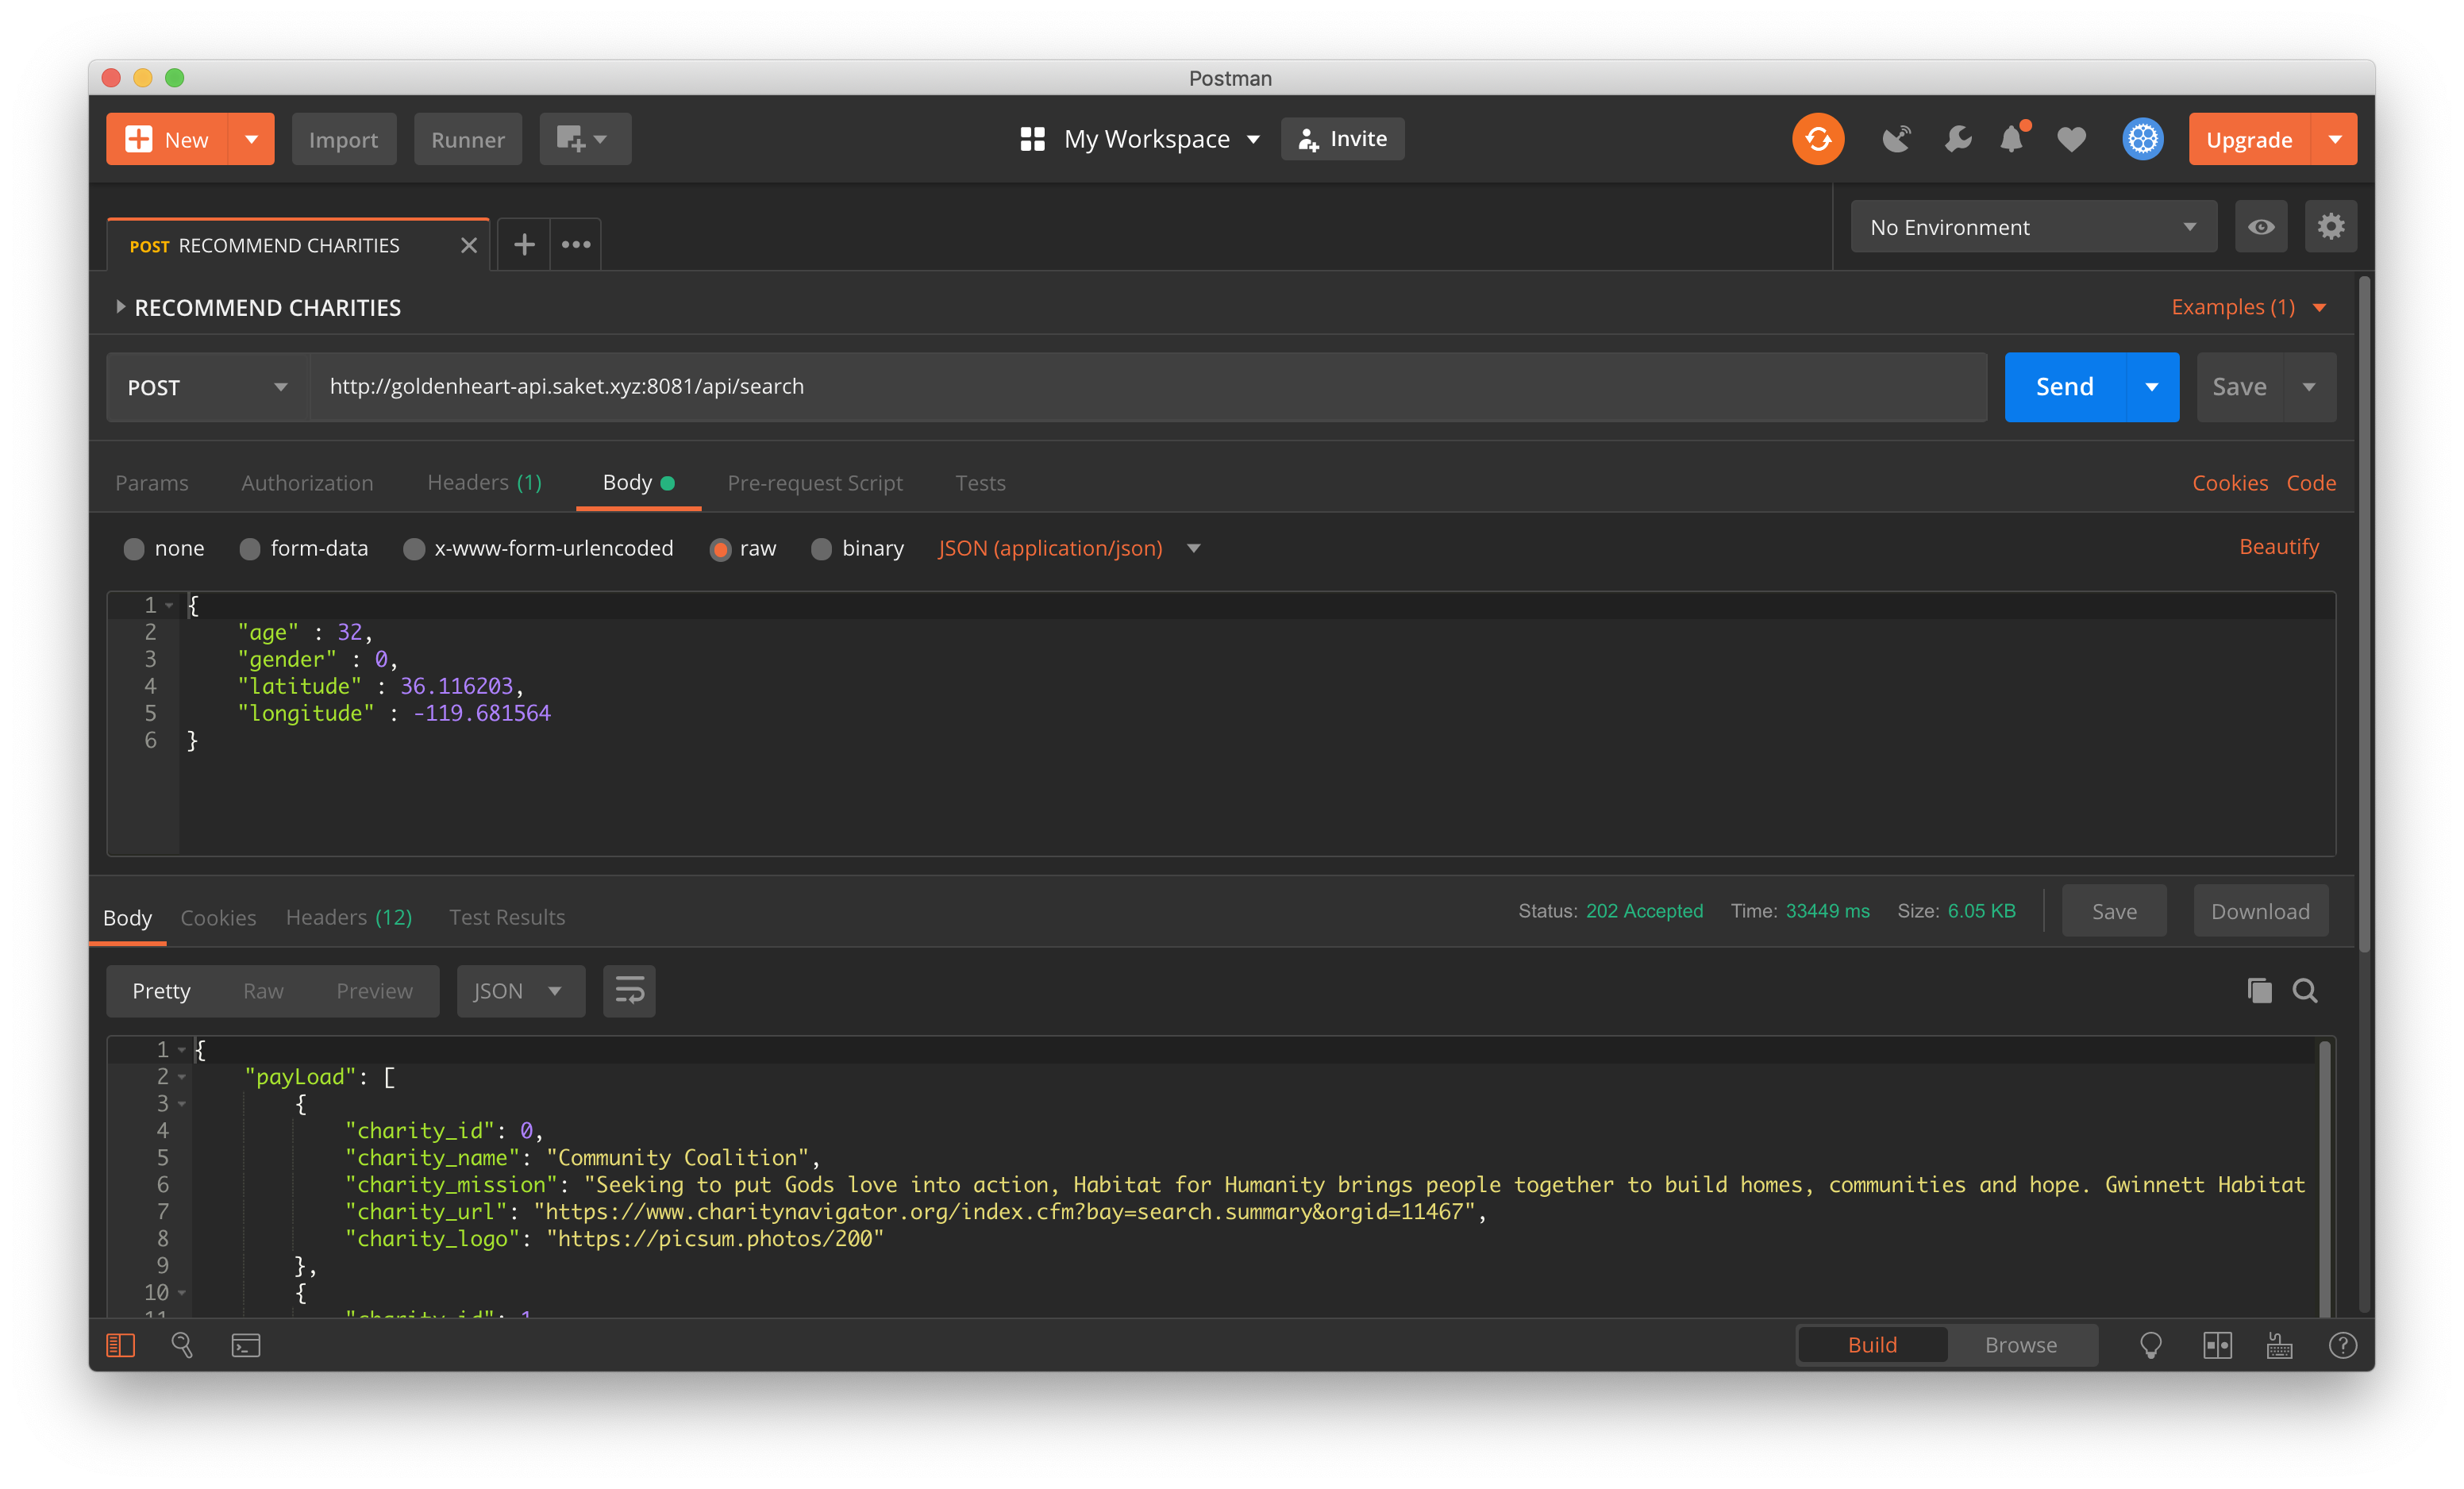 Postman
New Import Runner My Workspace Invite Upgrade
POST RECOMMEND CHARITIES No Environment
RECOMMEND CHARITIES Examples (1)
POST http://goldenheart-api.saket.xyz:8081/api/search Send Save
Params Authorization Headers (1) Body Pre-request Script Tests Cookies Code
none form-data x-www-form-urlencoded raw binary JSON (application/json) Beautify
1 {
2 "age" : 32,
3 "gender" : 0,
4 "latitude" : 36.116203,
5 "longitude" : -119.681564
6 }
Body Cookies Headers (12) Test Results Status: 202 Accepted Time: 33449 ms Size: 6.05 KB Save Download
Pretty Raw Preview JSON
1 {
2 "payLoad": [
3 {
4 "charity_id": 0,
5 "charity_name": "Community Coalition",
6 "charity_mission": "Seeking to put Gods love into action, Habitat for Humanity brings people together to build homes, communities and hope. Gwinnett Habitat
7 "charity_url": "https://www.charitynavigator.org/index.cfm?bay=search.summary&orgid=11467",
8 "charity_logo": "https://picsum.photos/200"
9 },
10 {
11 "charity_id": 1
Build Browse